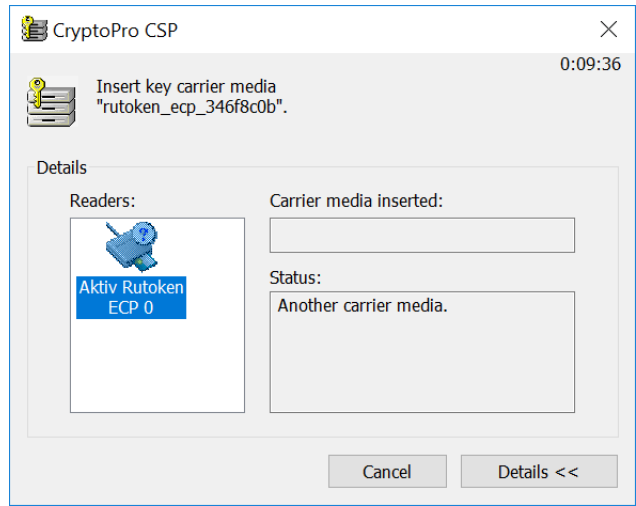 CryptoPro CSP
0:09:36
Insert key carrier media
"rutoken_ecp_346f8c0b".
Details
Readers:
Aktiv Rutoken
ECP 0
Carrier media inserted:
Status:
Another carrier media.
Cancel
Details <<